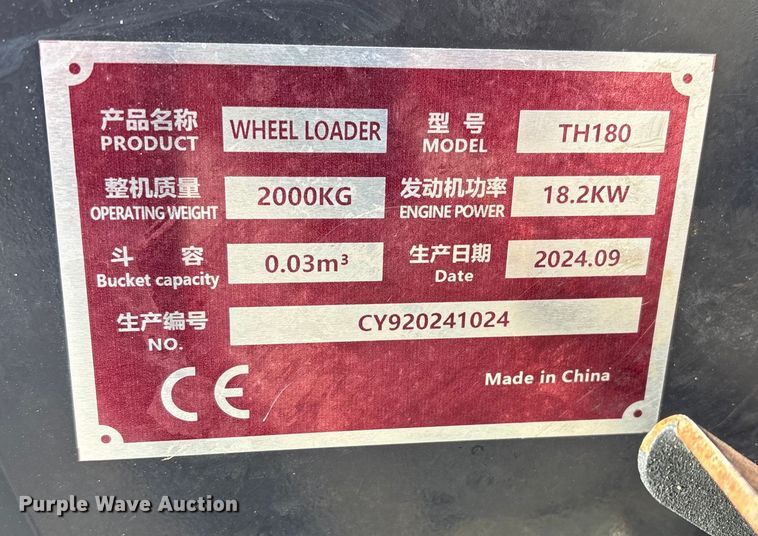 产品名称 WHEEL LOADER 型号 TH180
PRODUCT MODEL
整机质量 2000KG 发动机功率 18.2KW
OPERATING WEIGHT ENGINE POWER
斗容 0.03m³ 生产日期 2024.09
Bucket capacity Date
生产编号 CY920241024
NO.
CE Made in China
Purple Wave Auction